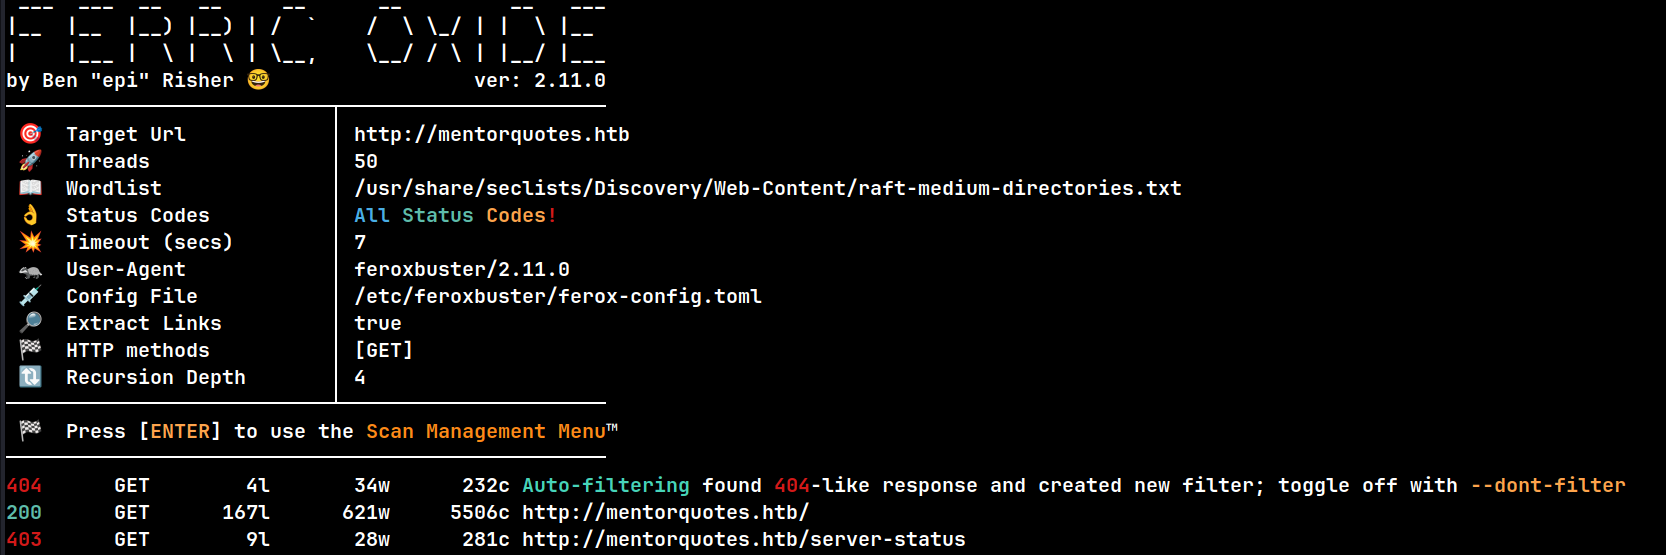 ___  ___  __   __     __      __         __   ___
|__  |__  |__) |__) | /  `    /  \ \_/ | |  \ |__
|    |___ |  \ |  \ | \__,    \__/ / \ | |__/ |___
by Ben "epi" Risher 🤓                 ver: 2.11.0
🎯 Target Url │ http://mentorquotes.htb
🚀 Threads │ 50
📖 Wordlist │ /usr/share/seclists/Discovery/Web-Content/raft-medium-directories.txt
👌 Status Codes │ All Status Codes!
💥 Timeout (secs) │ 7
🦡 User-Agent │ feroxbuster/2.11.0
💉 Config File │ /etc/feroxbuster/ferox-config.toml
🔎 Extract Links │ true
🏁 HTTP methods │ [GET]
🔃 Recursion Depth │ 4
🏁 Press [ENTER] to use the Scan Management Menu™
404 GET 4l 34w 232c Auto-filtering found 404-like response and created new filter; toggle off with --dont-filter
200 GET 167l 621w 5506c http://mentorquotes.htb/
403 GET 9l 28w 281c http://mentorquotes.htb/server-status